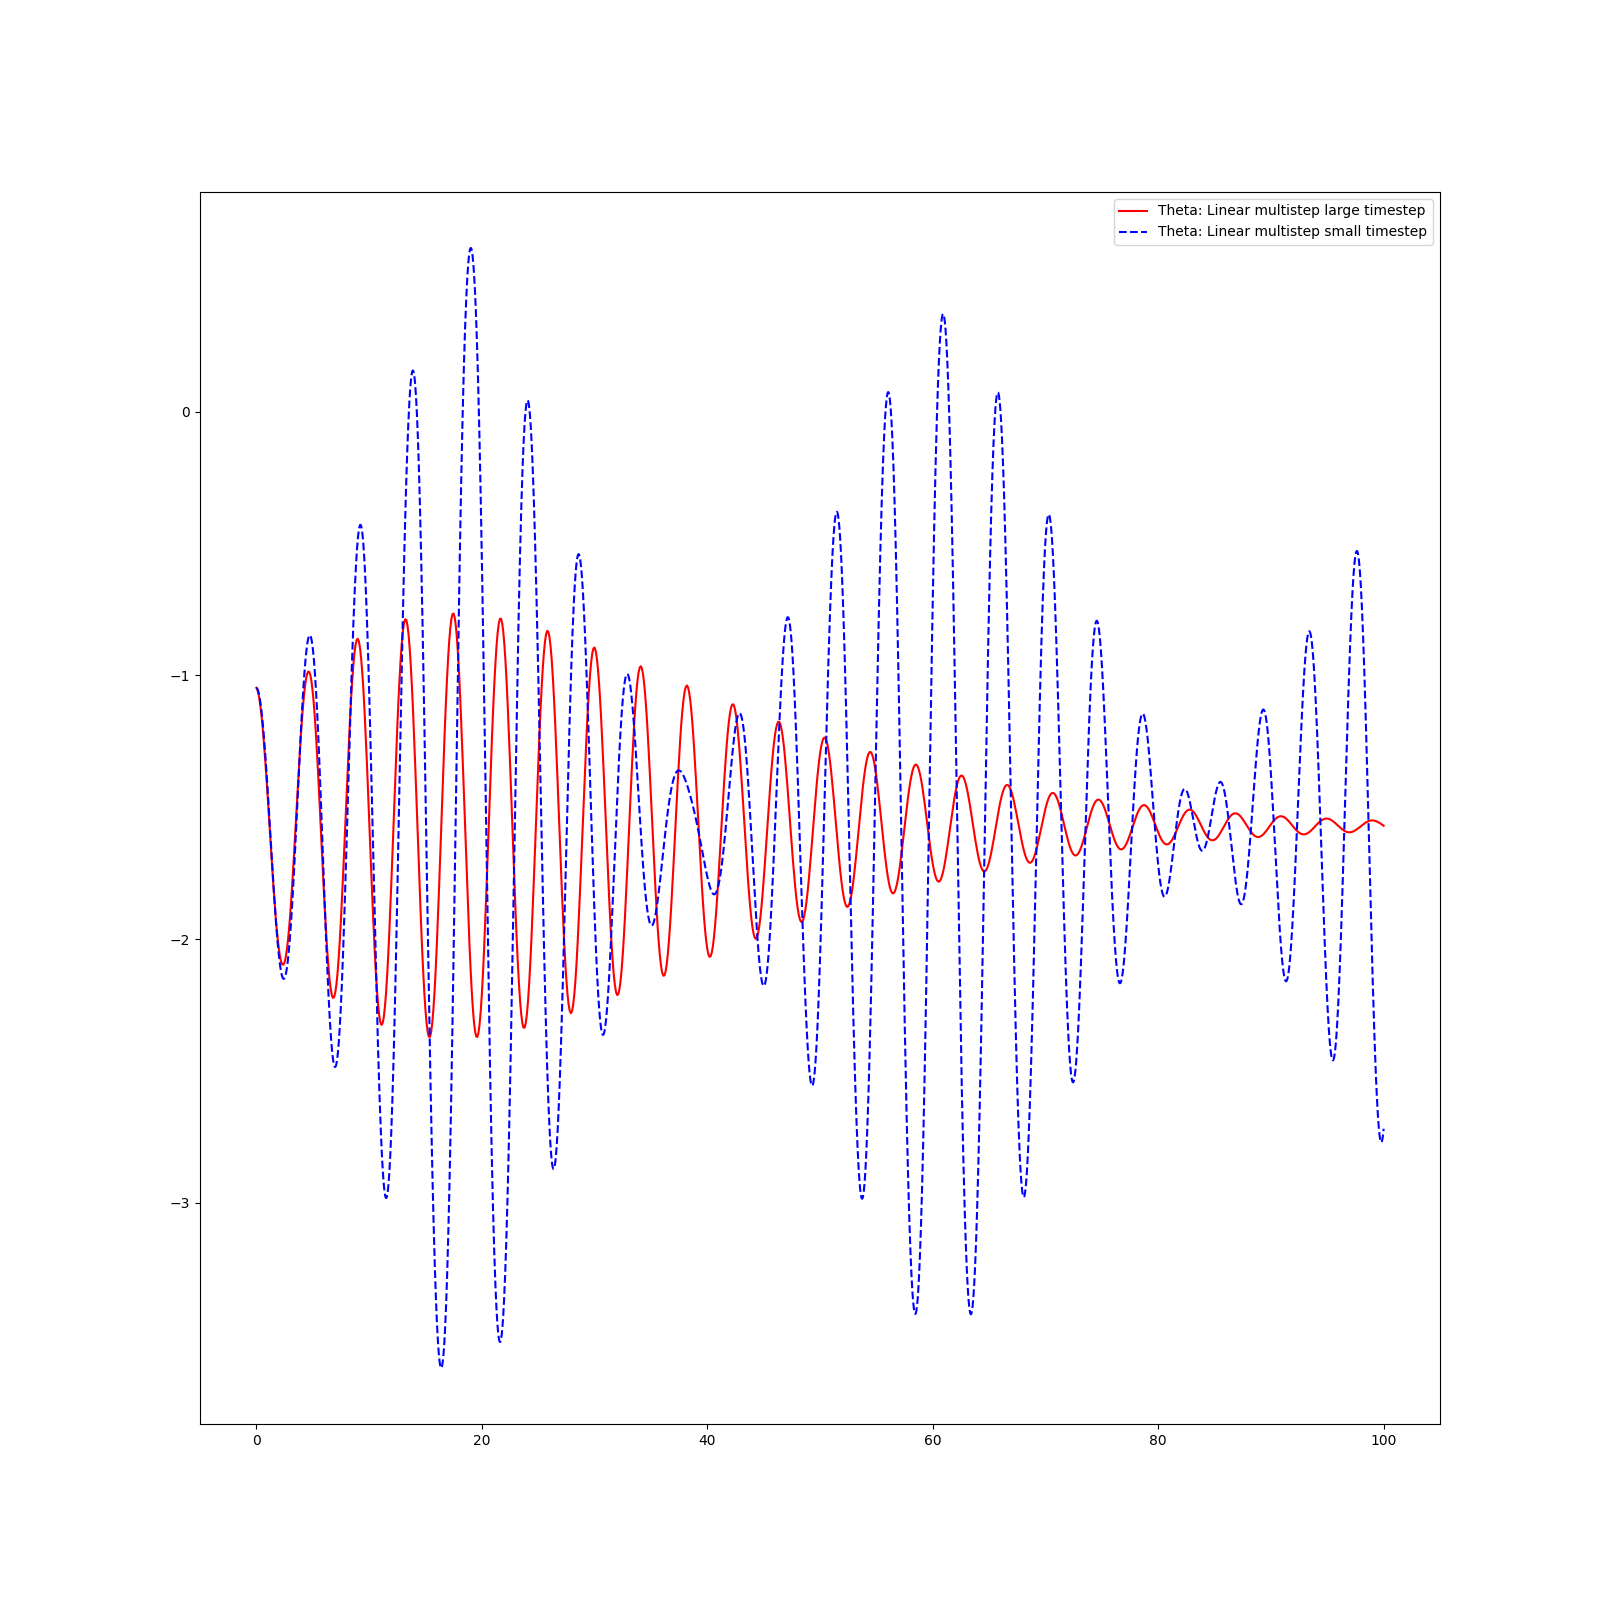 Theta: Linear multistep large timestep
Theta: Linear multistep small timestep
0
−1
−2
−3
0 20 40 60 80 100